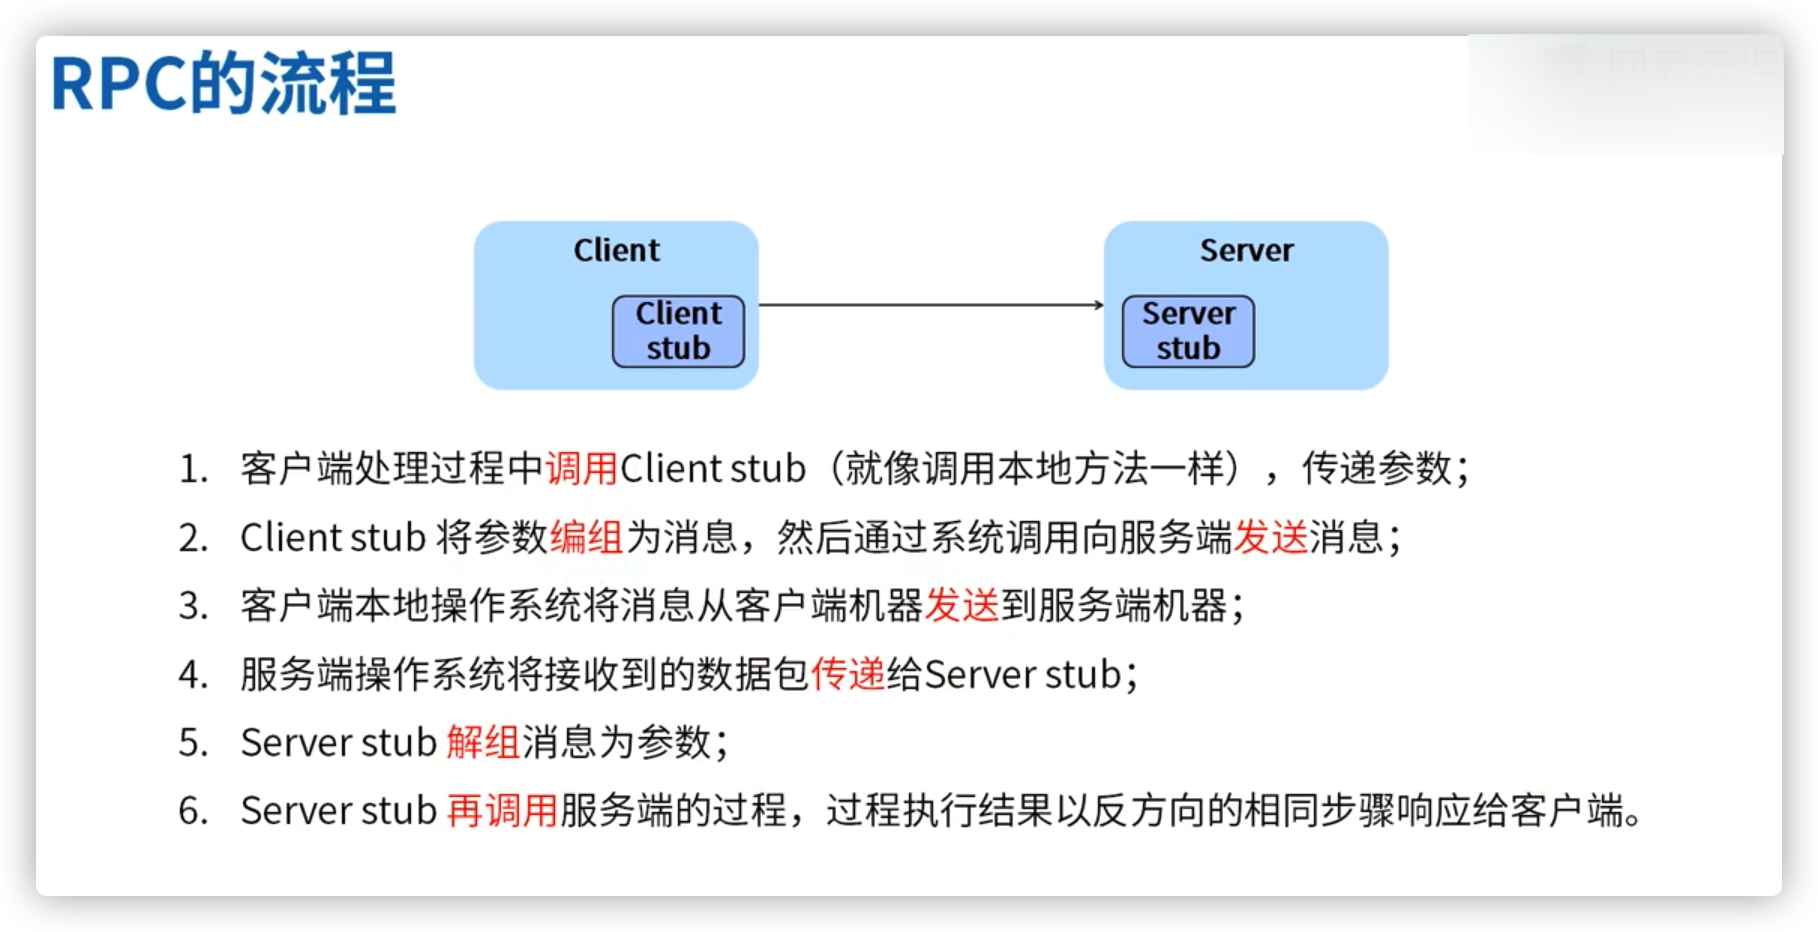 RPC的流程
Client
Client
stub
Server
Server
stub
1. 客户端处理过程中调用Client stub（就像调用本地方法一样），传递参数；
2. Client stub 将参数编组为消息，然后通过系统调用向服务端发送消息；
3. 客户端本地操作系统将消息从客户端机器发送到服务端机器；
4. 服务端操作系统将接收到的数据包传递给Server stub；
5. Server stub 解组消息为参数；
6. Server stub 再调用服务端的过程，过程执行结果以反方向的相同步骤响应给客户端。